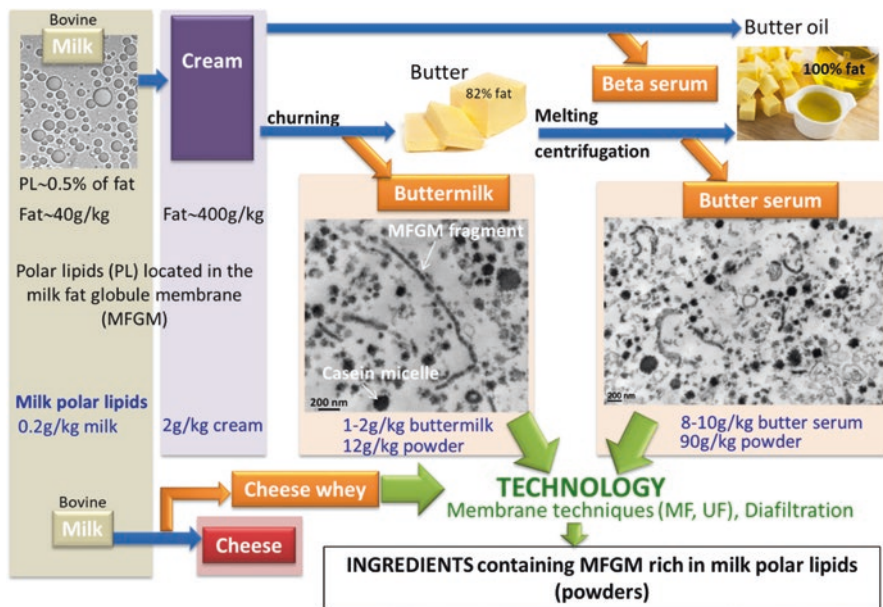 Bovine
Milk
Cream
Butter oil
100% fat
Beta serum
Butter
82% fat
churning
Melting
centrifugation
PL~0.5% of fat
Fat~40g/kg
Fat~400g/kg
Buttermilk
Butter serum
MFGM fragment
Polar lipids (PL) located in the
milk fat globule membrane
(MFGM)
Casein micelle
200 nm
200 nm
Milk polar lipids
0.2g/kg milk
2g/kg cream
1-2g/kg buttermilk
12g/kg powder
8-10g/kg butter serum
90g/kg powder
Bovine
Milk
Cheese whey
Cheese
TECHNOLOGY
Membrane techniques (MF, UF), Diafiltration
INGREDIENTS containing MFGM rich in milk polar lipids
(powders)